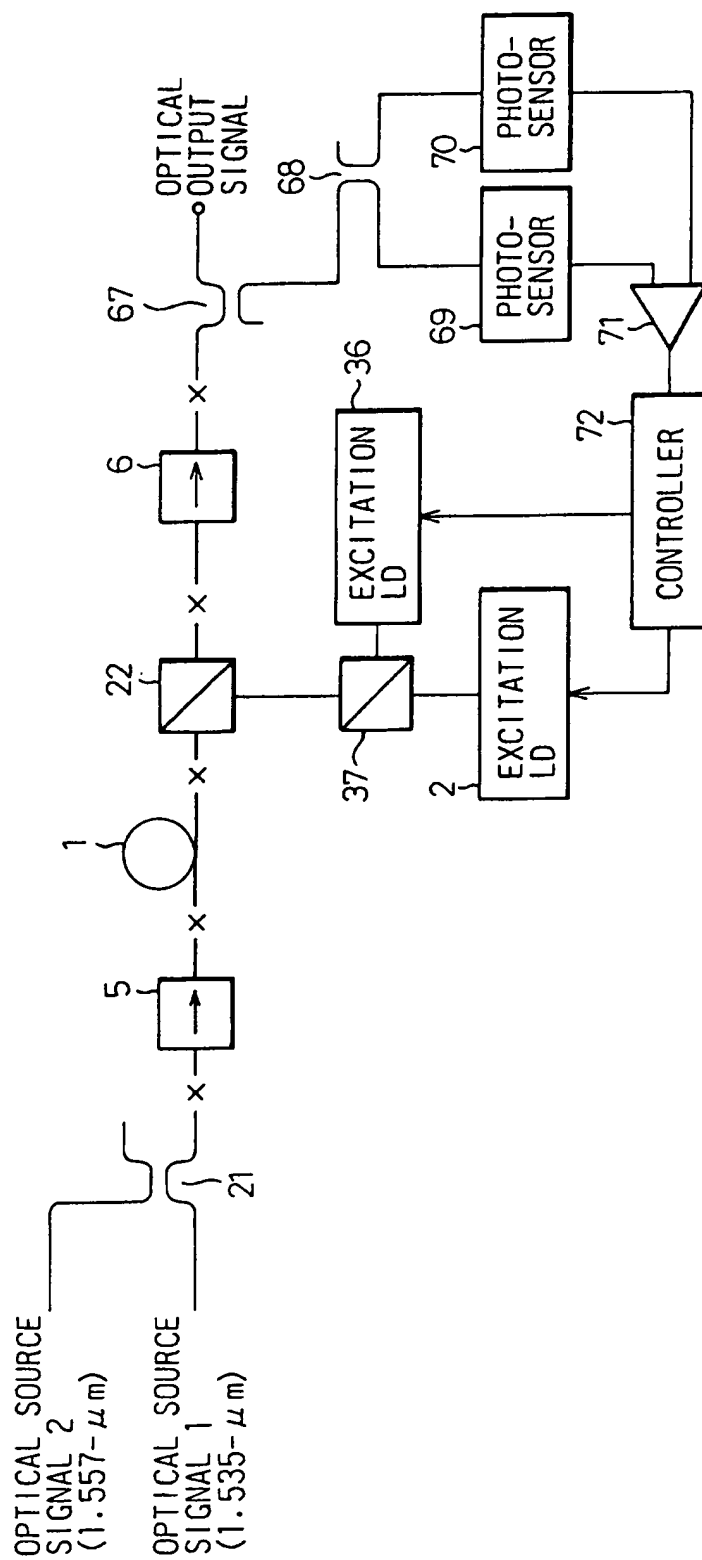 OPTICAL SOURCE
SIGNAL 2
(1.557-μm)
OPTICAL SOURCE
SIGNAL 1
(1.535-μm)
21
5
1
22
6
67
OPTICAL
OUTPUT
SIGNAL
68
37
36
EXCITATION
LD
2
EXCITATION
LD
69
PHOTO-
SENSOR
70
PHOTO-
SENSOR
71
72
CONTROLLER